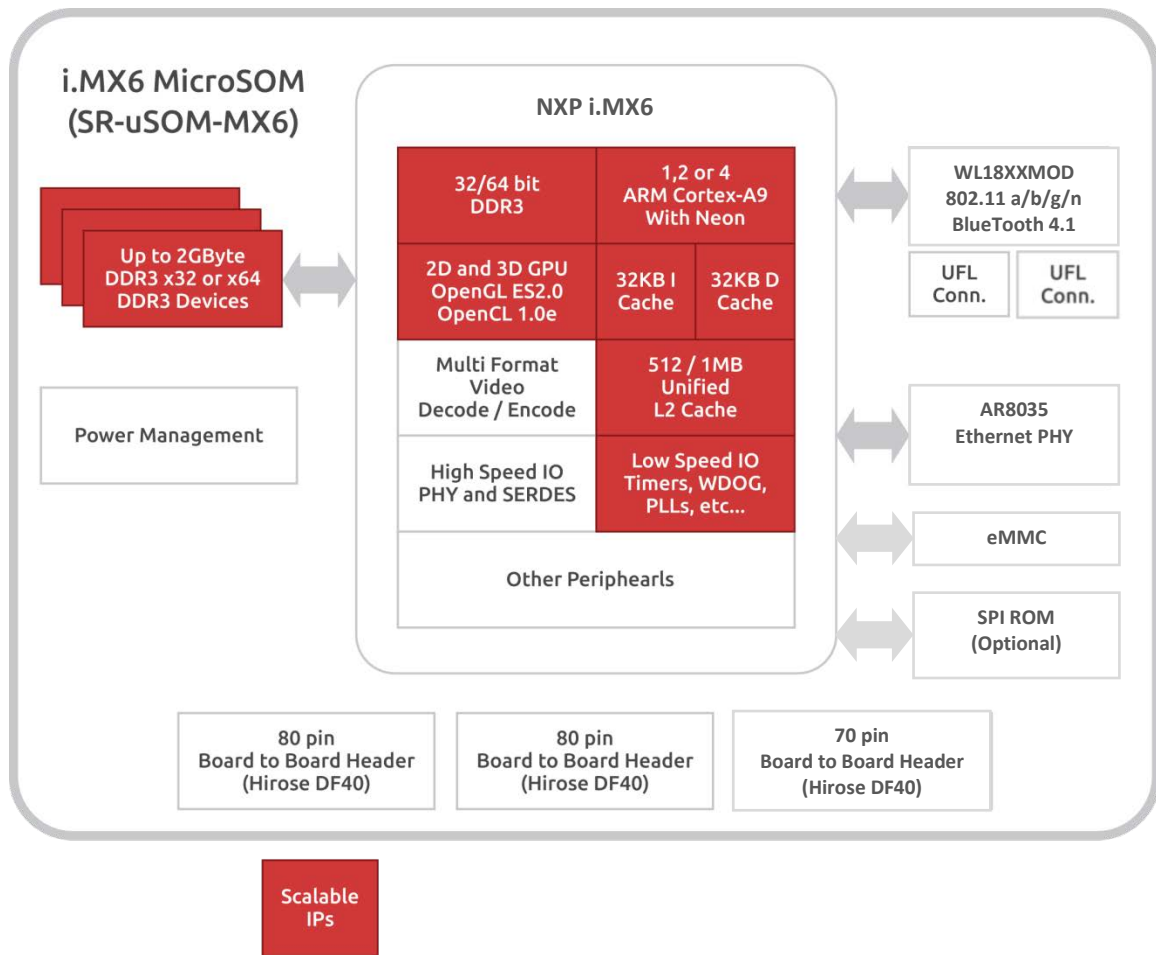 i.MX6 MicroSOM
(SR-uSOM-MX6)
NXP i.MX6
32/64 bit
DDR3
1,2 or 4
ARM Cortex-A9
With Neon
WL18XXMOD
802.11 a/b/g/n
BlueTooth 4.1
Up to 2GByte
DDR3 x32 or x64
DDR3 Devices
2D and 3D GPU
OpenGL ES2.0
OpenCL 1.0e
32KB I
Cache
32KB D
Cache
UFL
Conn.
UFL
Conn.
Multi Format
Video
Decode / Encode
512 / 1MB
Unified
L2 Cache
Power Management
AR8035
Ethernet PHY
High Speed IO
PHY and SERDES
Low Speed IO
Timers, WDOG,
PLLs, etc...
eMMC
Other Periphearls
SPI ROM
(Optional)
80 pin
Board to Board Header
(Hirose DF40)
80 pin
Board to Board Header
(Hirose DF40)
70 pin
Board to Board Header
(Hirose DF40)
Scalable
IPs